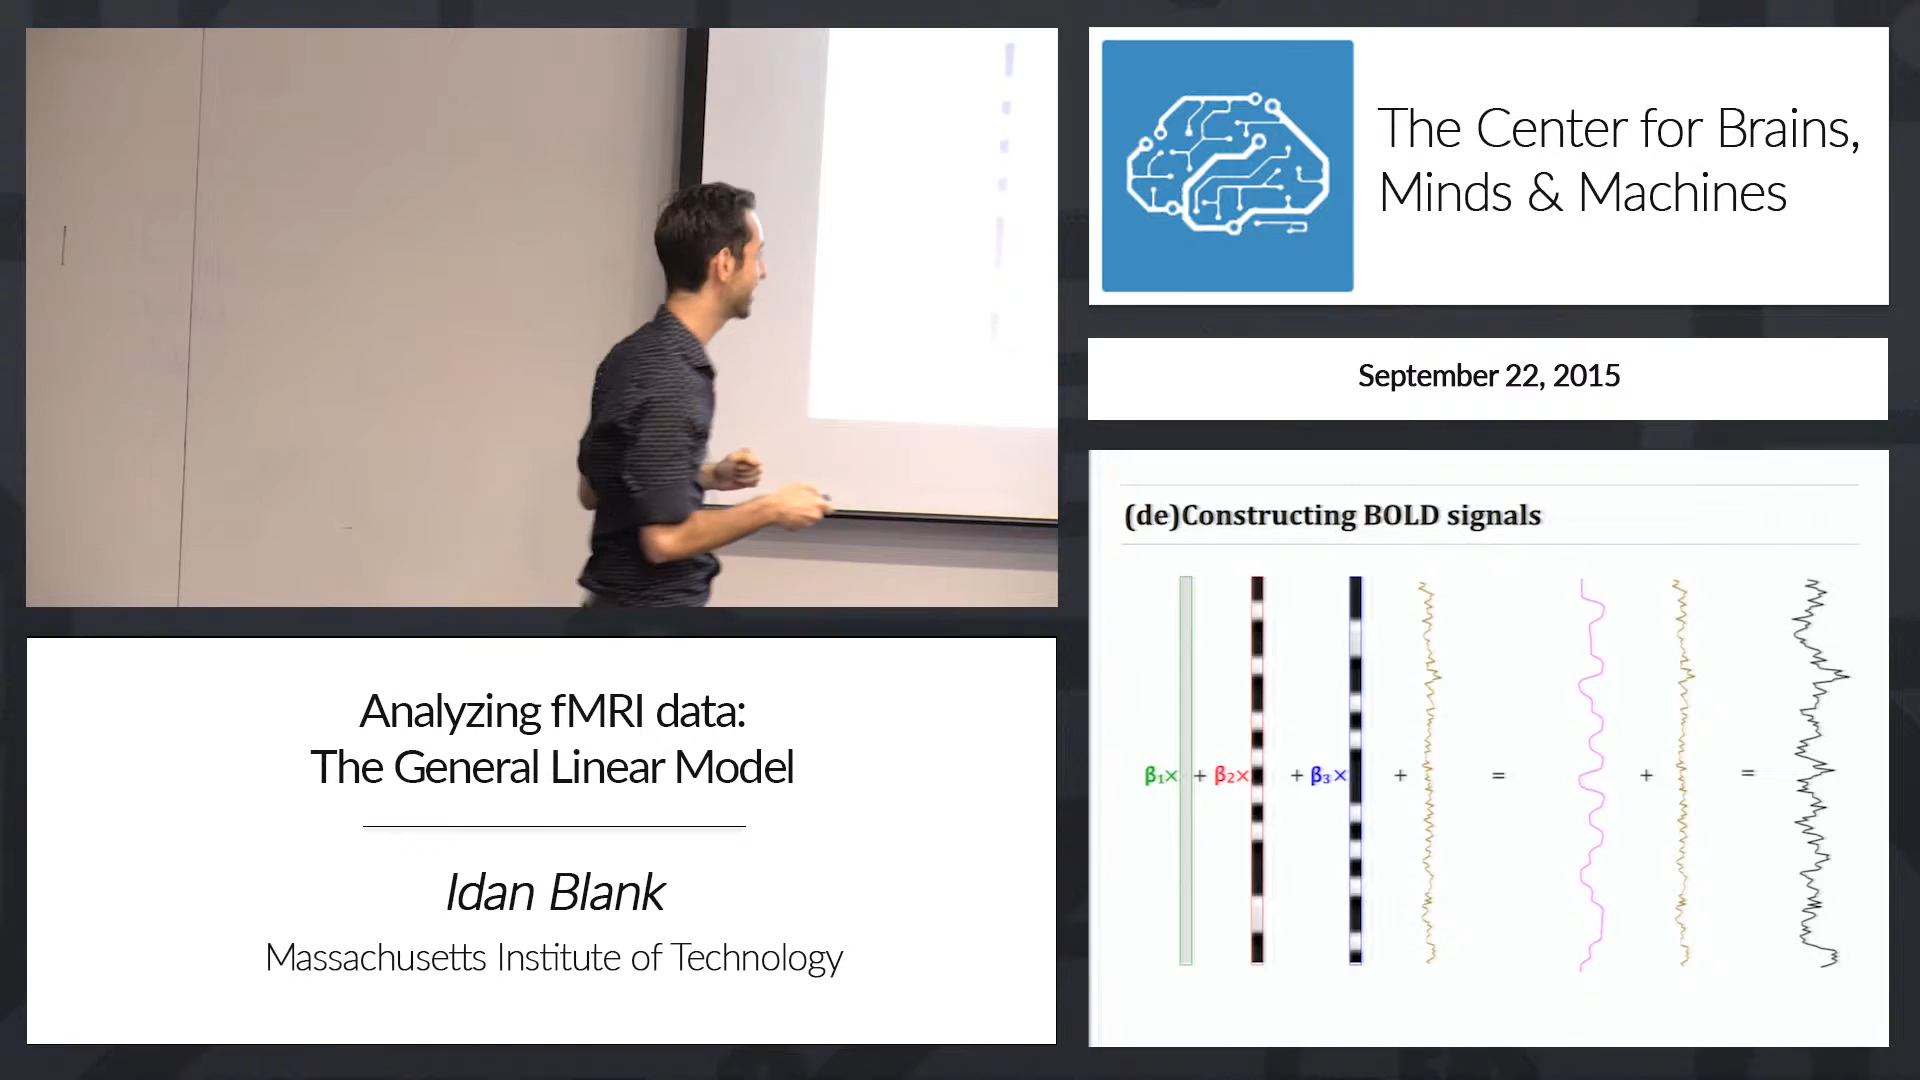 The Center for Brains,
Minds & Machines
September 22, 2015
Analyzing fMRI data:
The General Linear Model
Idan Blank
Massachusetts Institute of Technology
(de)Constructing BOLD signals
β₁× + β₂× + β₃× + = + =